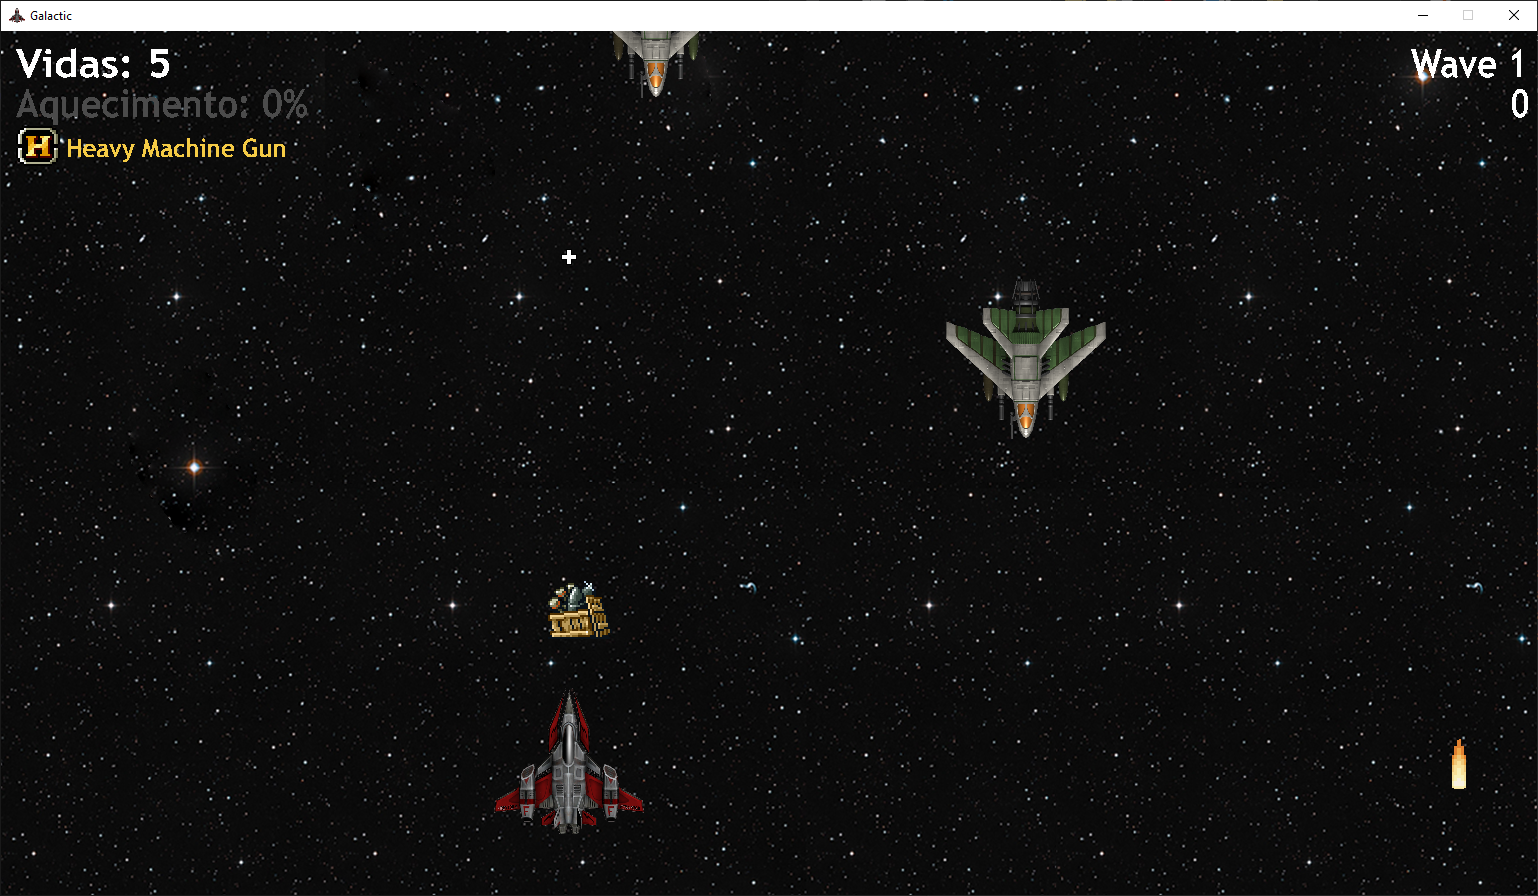 Galactic
Vidas: 5
Wave 1
Aquecimento: 0%
0
H Heavy Machine Gun
F F